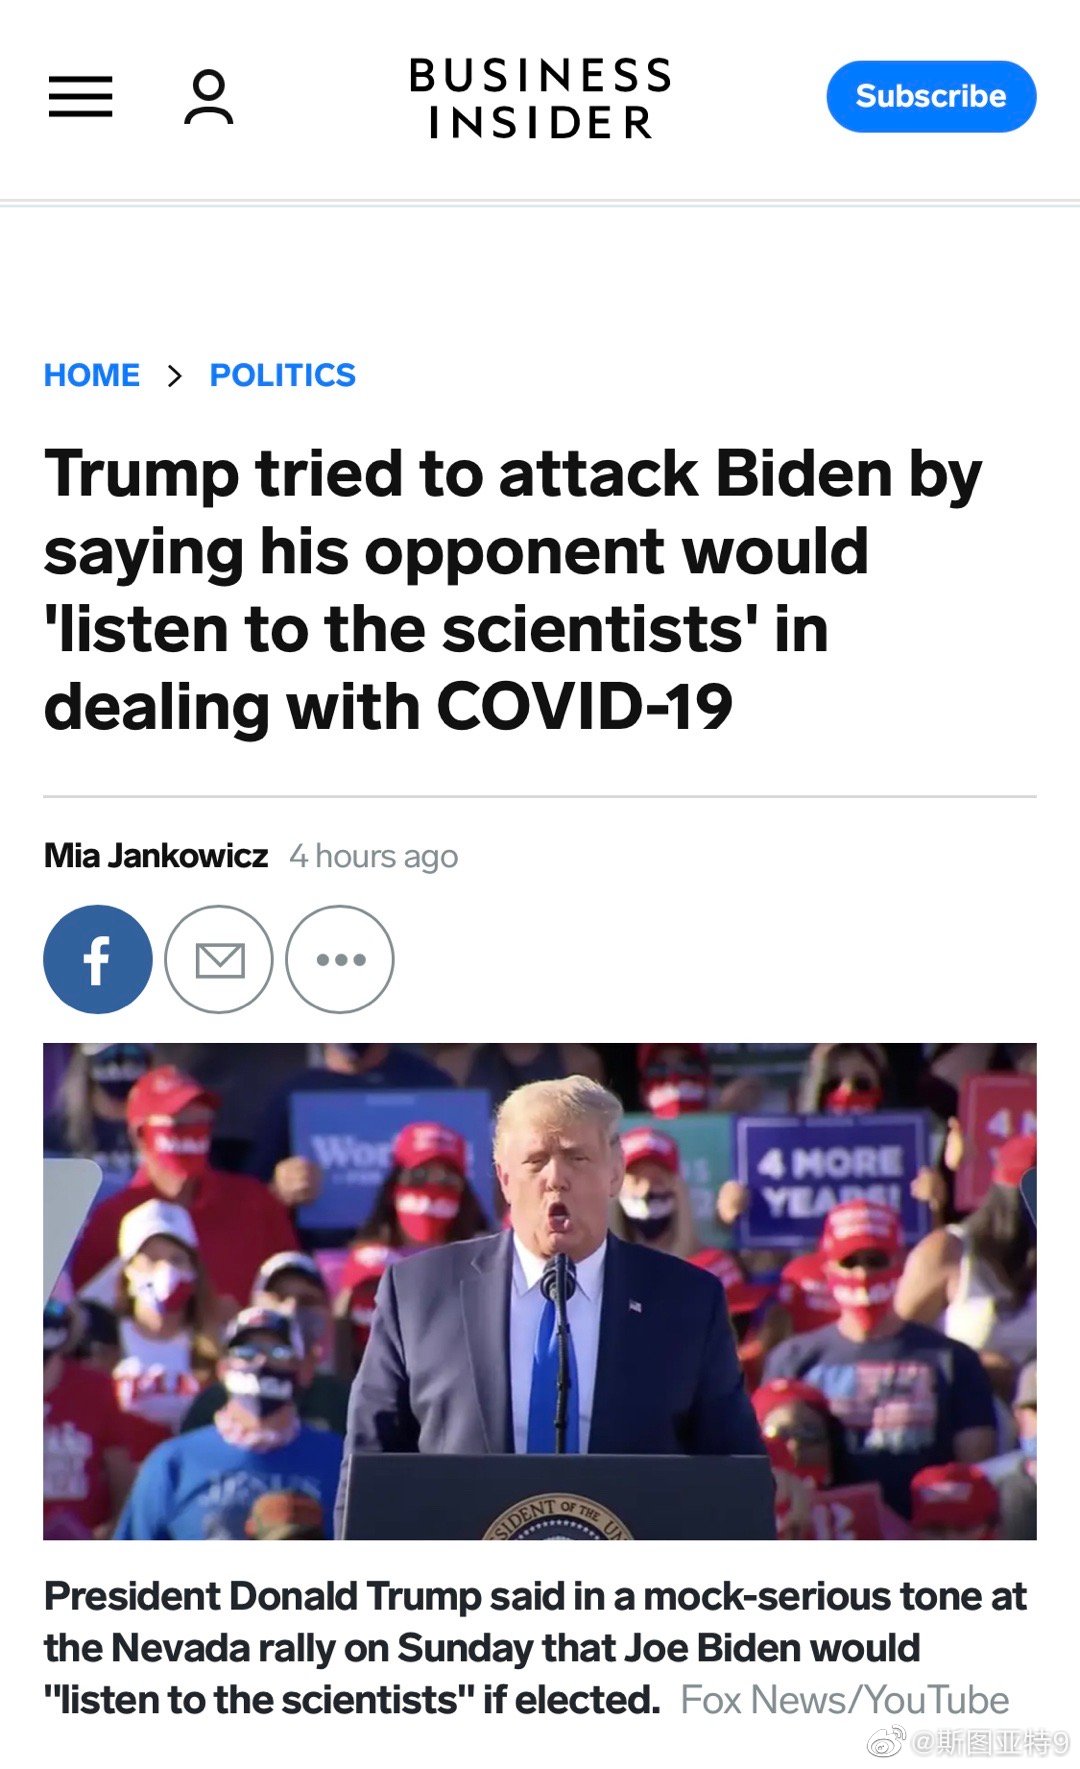 BUSINESS
INSIDER
Subscribe
HOME > POLITICS
Trump tried to attack Biden by
saying his opponent would
'listen to the scientists' in
dealing with COVID-19
Mia Jankowicz 4 hours ago
f
4 MORE
YEARS!
PRESIDENT OF THE UN
President Donald Trump said in a mock-serious tone at
the Nevada rally on Sunday that Joe Biden would
"listen to the scientists" if elected. Fox News/YouTube
@斯图亚特9